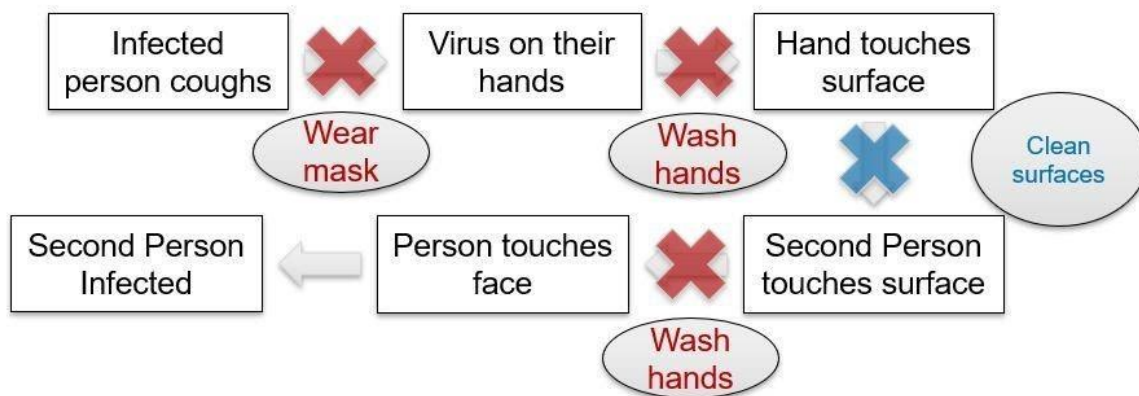 Infected
person coughs
Virus on their
hands
Hand touches
surface
Wear
mask
Wash
hands
Clean
surfaces
Second Person
Infected
Person touches
face
Second Person
touches surface
Wash
hands